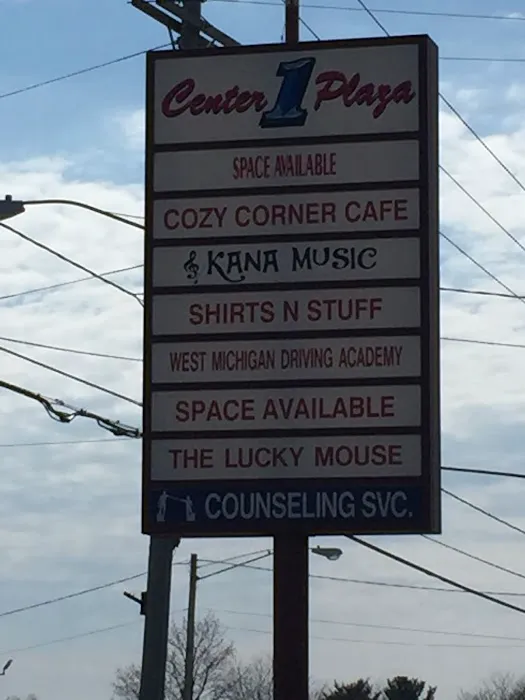 Center 1 Plaza
SPACE AVAILABLE
COZY CORNER CAFE
KANA MUSIC
SHIRTS N STUFF
WEST MICHIGAN DRIVING ACADEMY
SPACE AVAILABLE
THE LUCKY MOUSE
COUNSELING SVC.